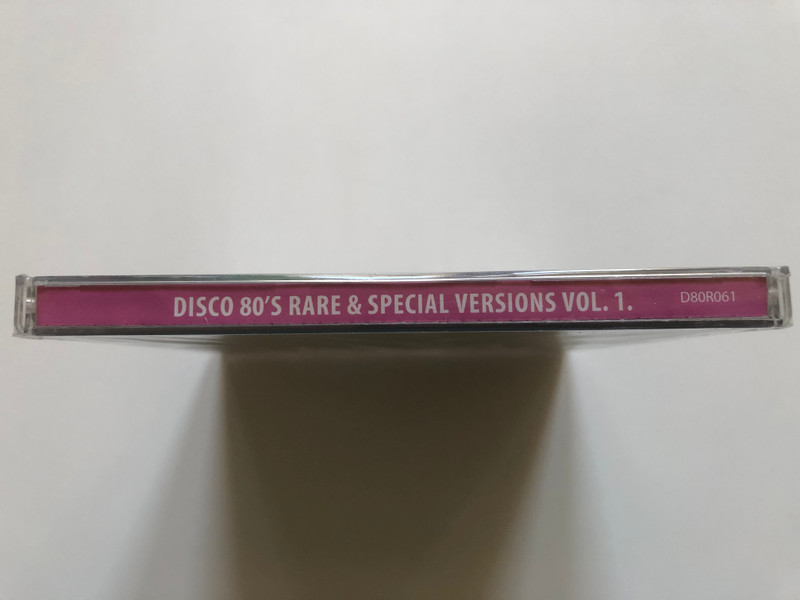 DISCO 80'S RARE & SPECIAL VERSIONS VOL. 1. D80R061